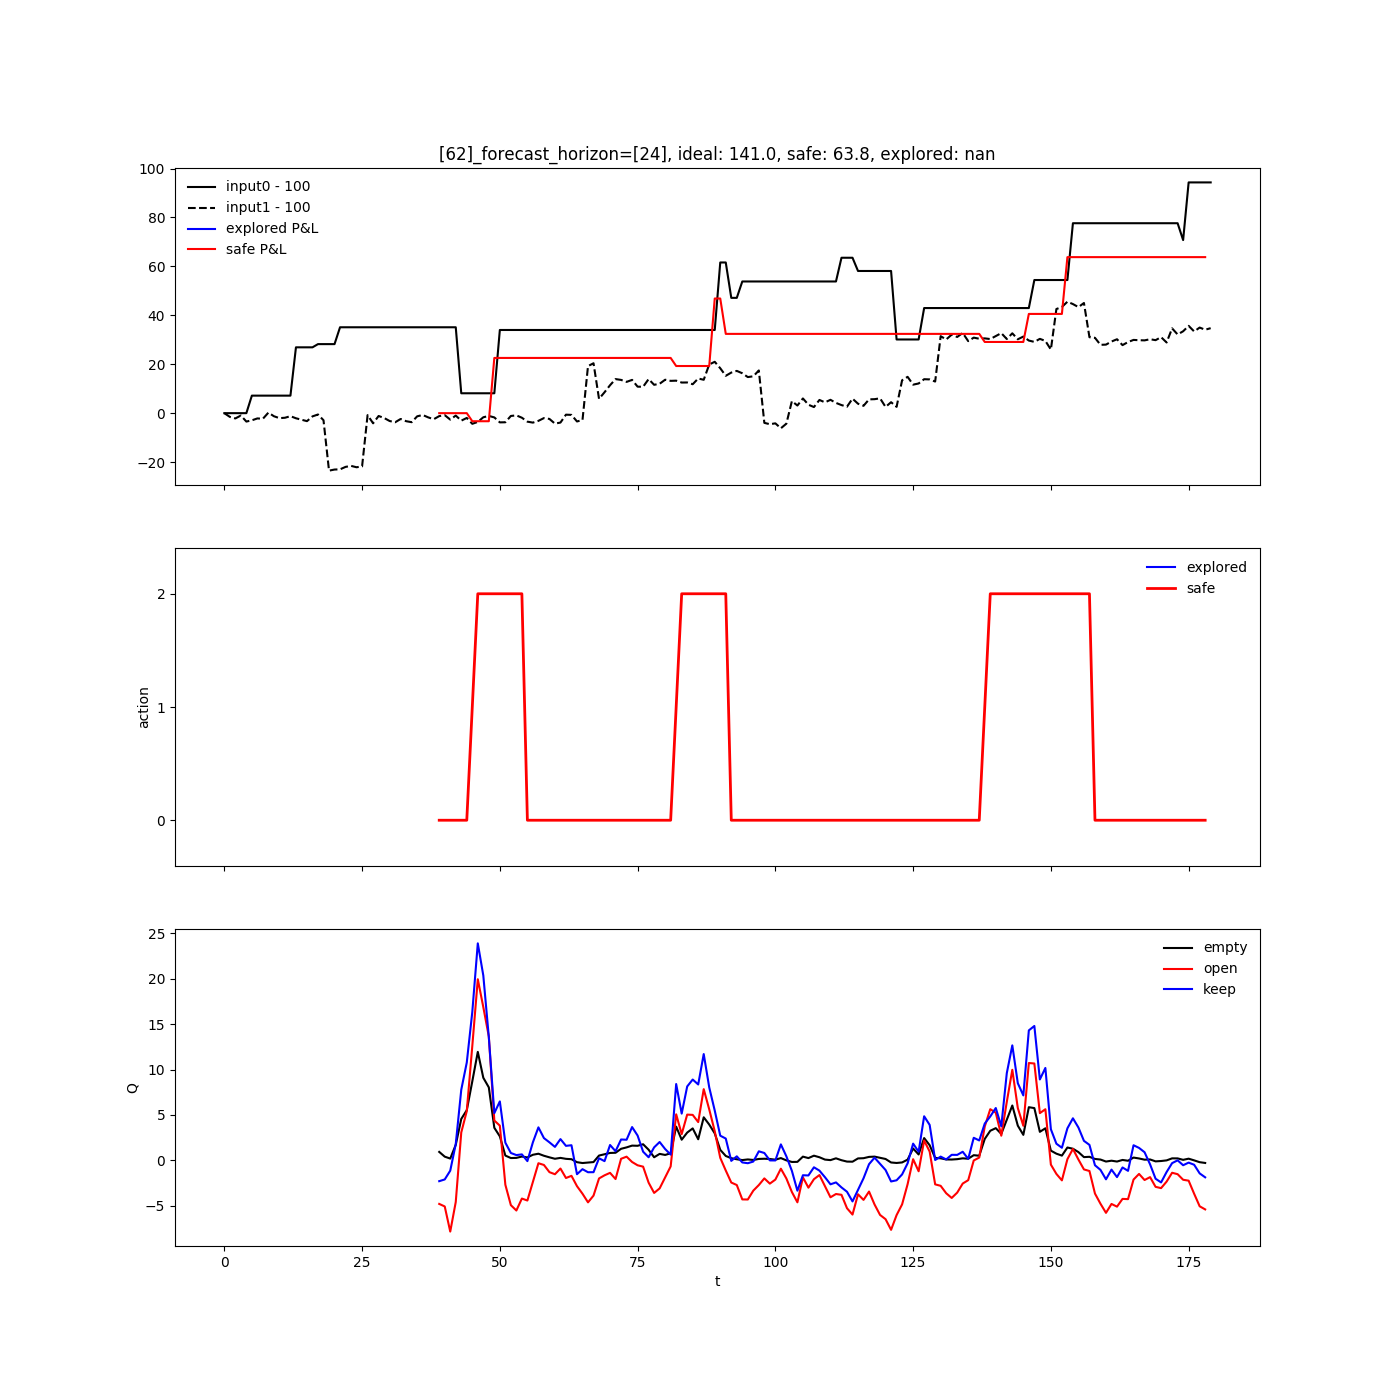 [62]_forecast_horizon=[24], ideal: 141.0, safe: 63.8, explored: nan
100
80
60
40
20
0
−20
input0 - 100
input1 - 100
explored P&L
safe P&L
2
1
0
action
explored
safe
25
20
15
10
5
0
−5
Q
empty
open
keep
0
25
50
75
100
125
150
175
t